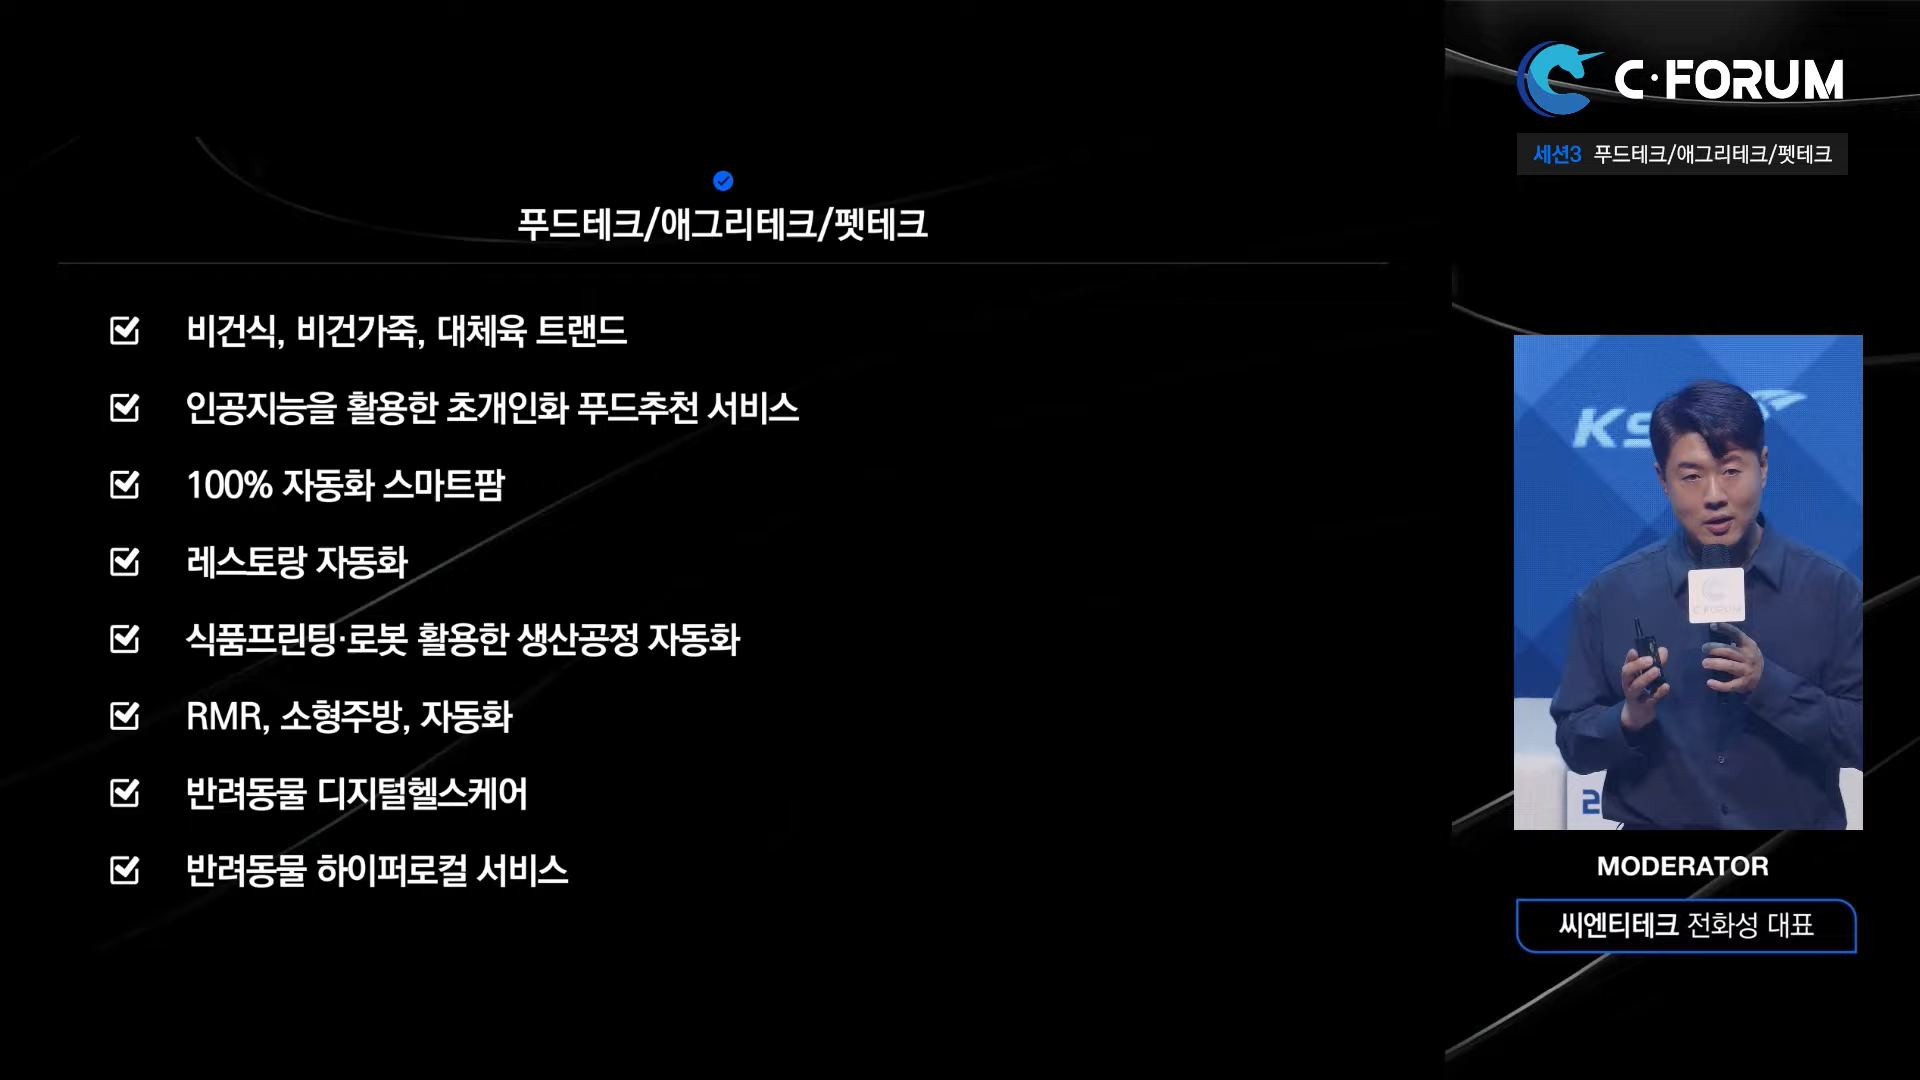 C·FORUM
세션3 푸드테크/애그리테크/펫테크
푸드테크/애그리테크/펫테크
비건식, 비건가죽, 대체육 트랜드
인공지능을 활용한 초개인화 푸드추천 서비스
100% 자동화 스마트팜
레스토랑 자동화
식품프린팅·로봇 활용한 생산공정 자동화
RMR, 소형주방, 자동화
반려동물 디지털헬스케어
반려동물 하이퍼로컬 서비스
C·FORUM
MODERATOR
씨엔티테크 전화성 대표